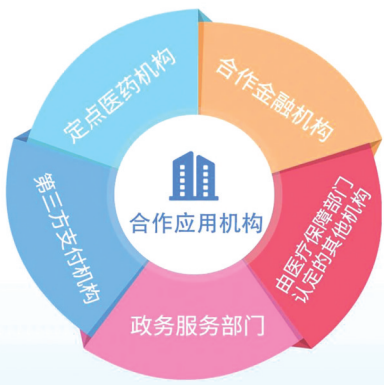 定点医药机构
合作金融机构
由医疗保障部门
认定的其他机构
政务服务部门
第三方支付机构
合作应用机构